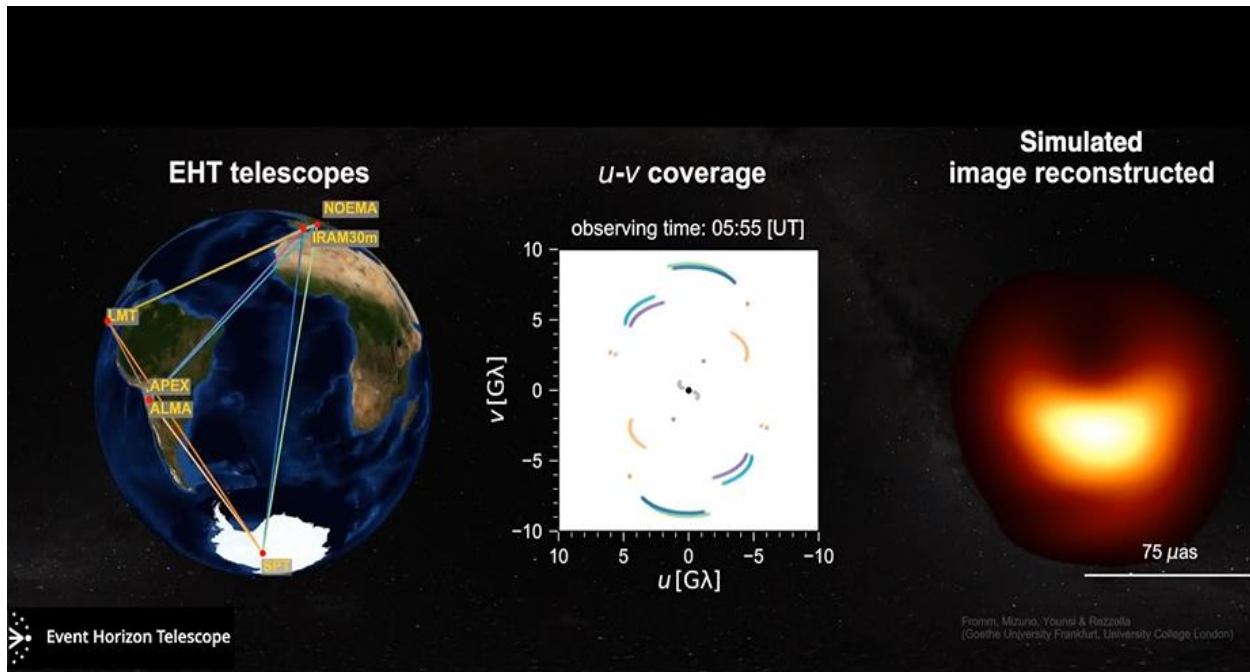 EHT telescopes
NOEMA
IRAM30m
LMT
APEX
ALMA
SPT
u-v coverage
observing time: 05:55 [UT]
10
5
0
−5
−10
v [Gλ]
10 5 0 −5 −10
u [Gλ]
Simulated
image reconstructed
75 μas
Fromm, Mizuno, Younsi & Rezzolla
(Goethe University Frankfurt, University College London)
Event Horizon Telescope